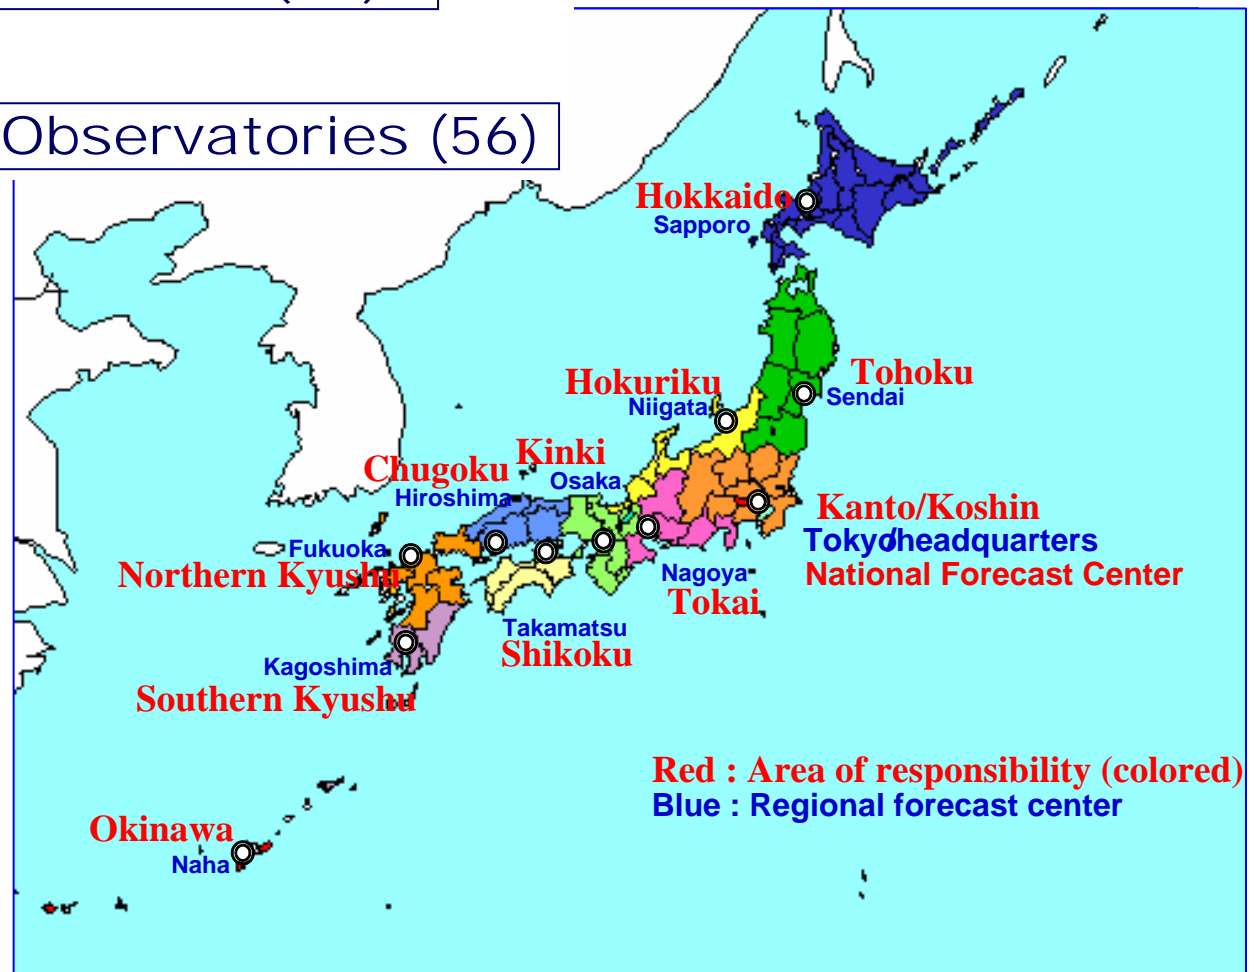 Observatories (56)
Hokkaido
Sapporo
Hokuriku
Niigata
Tohoku
Sendai
Kinki
Osaka
Chugoku
Hiroshima
Kanto/Koshin
Tokyo/headquarters
National Forecast Center
Fukuoka
Northern Kyushu
Nagoya
Tokai
Takamatsu
Shikoku
Kagoshima
Southern Kyushu
Red : Area of responsibility (colored)
Blue : Regional forecast center
Okinawa
Naha